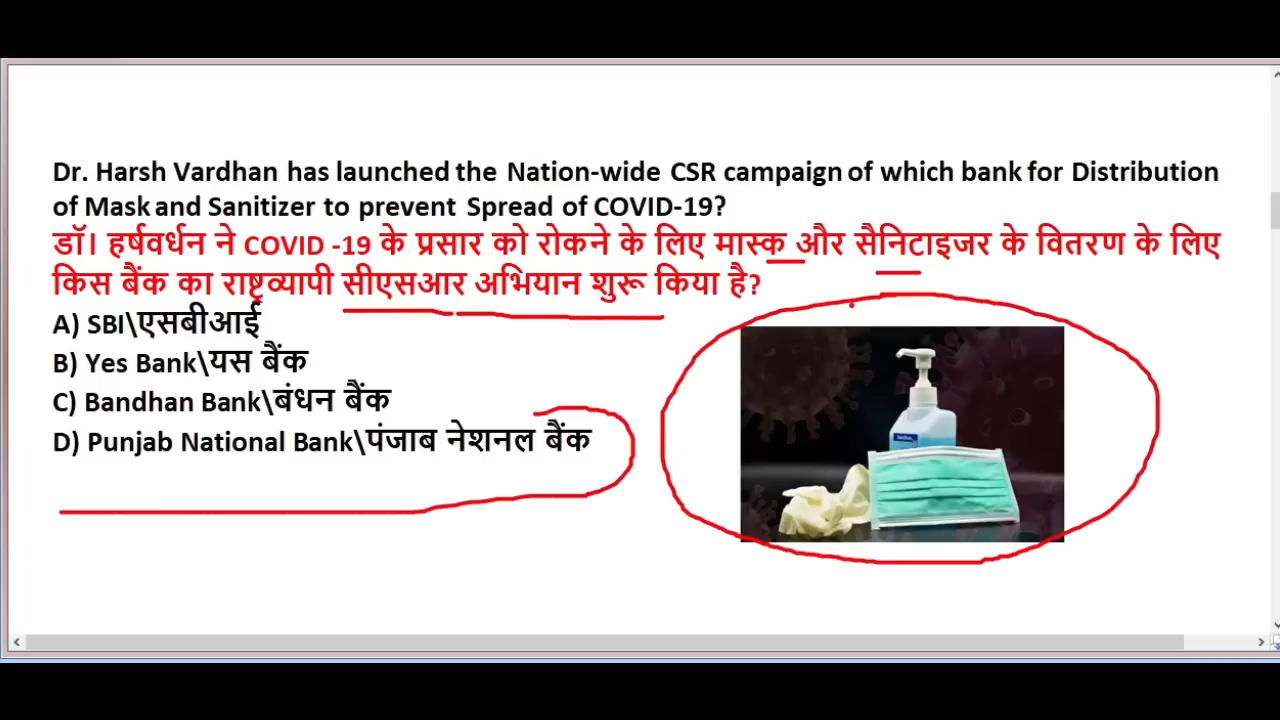 Dr. Harsh Vardhan has launched the Nation-wide CSR campaign of which bank for Distribution
of Mask and Sanitizer to prevent Spread of COVID-19?
डॉ। हर्षवर्धन ने COVID -19 के प्रसार को रोकने के लिए मास्क और सैनिटाइजर के वितरण के लिए
किस बैंक का राष्ट्रव्यापी सीएसआर अभियान शुरू किया है?
A) SBI\एसबीआई
B) Yes Bank\यस बैंक
C) Bandhan Bank\बंधन बैंक
D) Punjab National Bank\पंजाब नेशनल बैंक